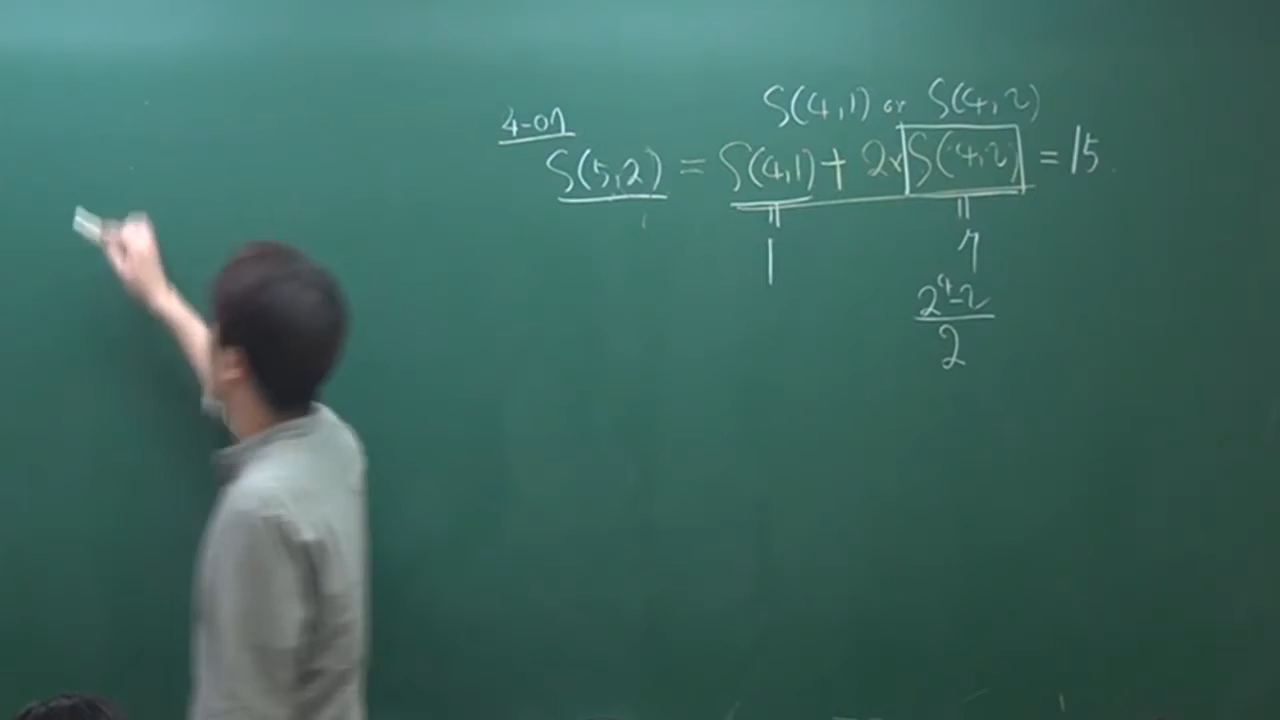 S(4,1) or S(4,2)
4-07
S(5,2) = S(4,1) + 2×S(4,2) = 15.
1 7
2⁴-2
2